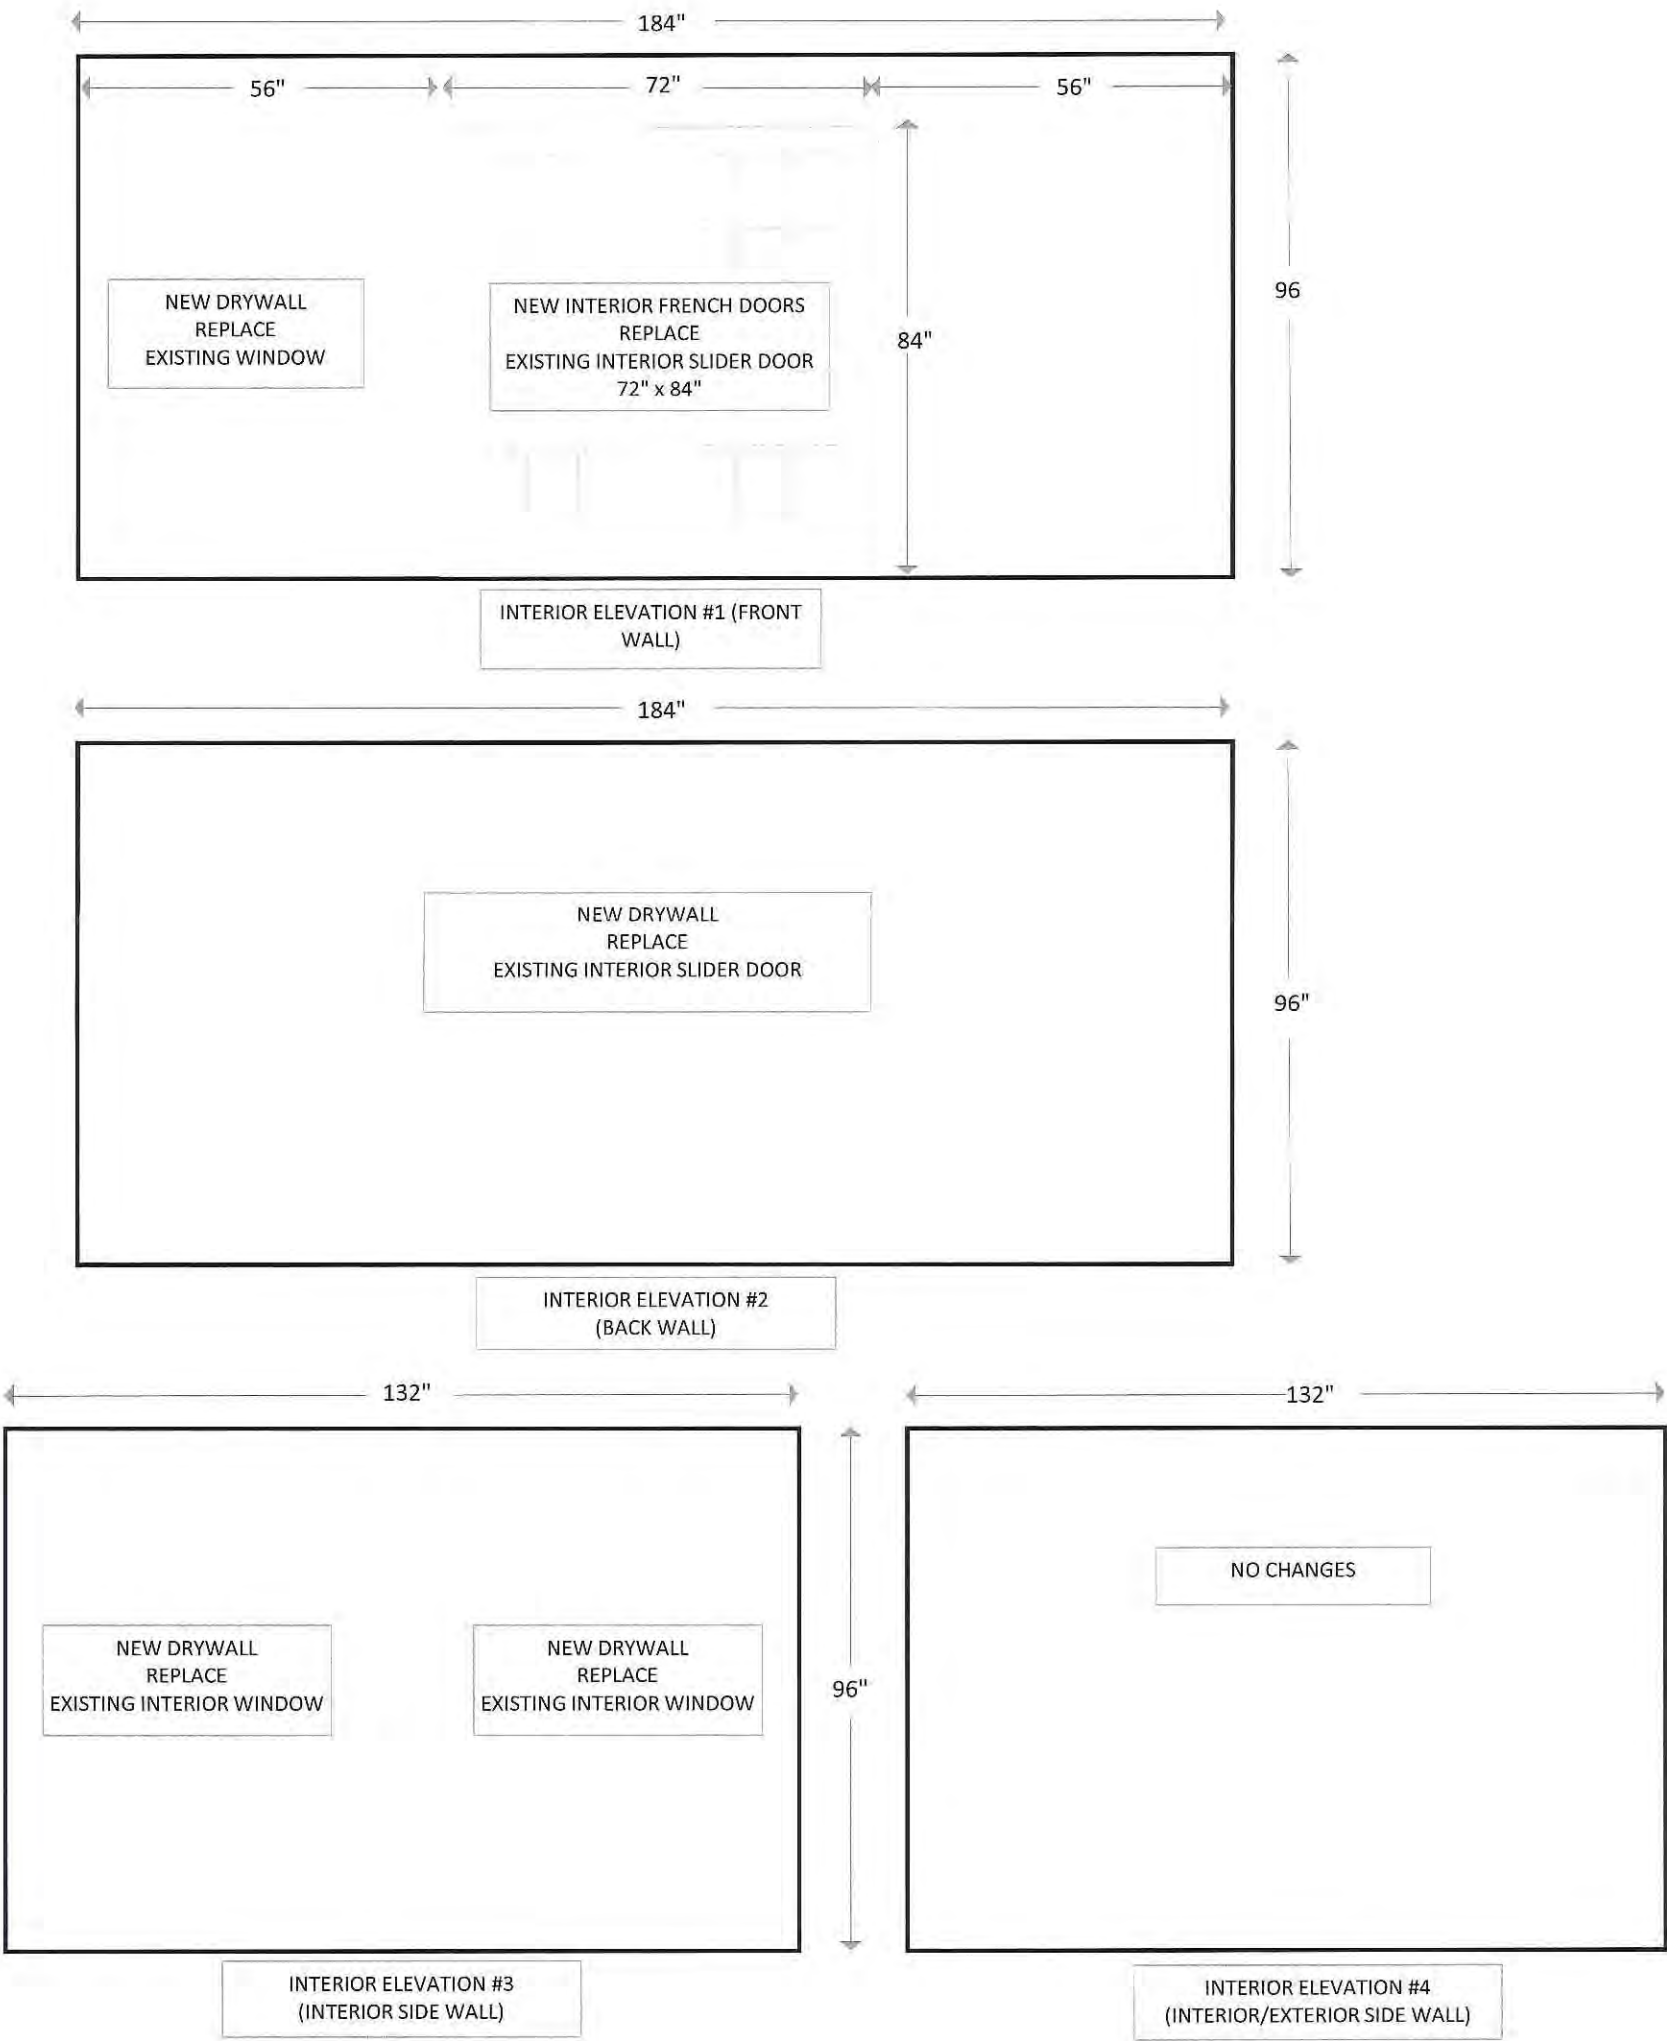 184"
56"
72"
56"
84"
96
NEW DRYWALL
REPLACE
EXISTING WINDOW
NEW INTERIOR FRENCH DOORS
REPLACE
EXISTING INTERIOR SLIDER DOOR
72" x 84"
INTERIOR ELEVATION #1 (FRONT
WALL)
184"
NEW DRYWALL
REPLACE
EXISTING INTERIOR SLIDER DOOR
96"
INTERIOR ELEVATION #2
(BACK WALL)
132"
NEW DRYWALL
REPLACE
EXISTING INTERIOR WINDOW
NEW DRYWALL
REPLACE
EXISTING INTERIOR WINDOW
96"
INTERIOR ELEVATION #3
(INTERIOR SIDE WALL)
132"
NO CHANGES
INTERIOR ELEVATION #4
(INTERIOR/EXTERIOR SIDE WALL)